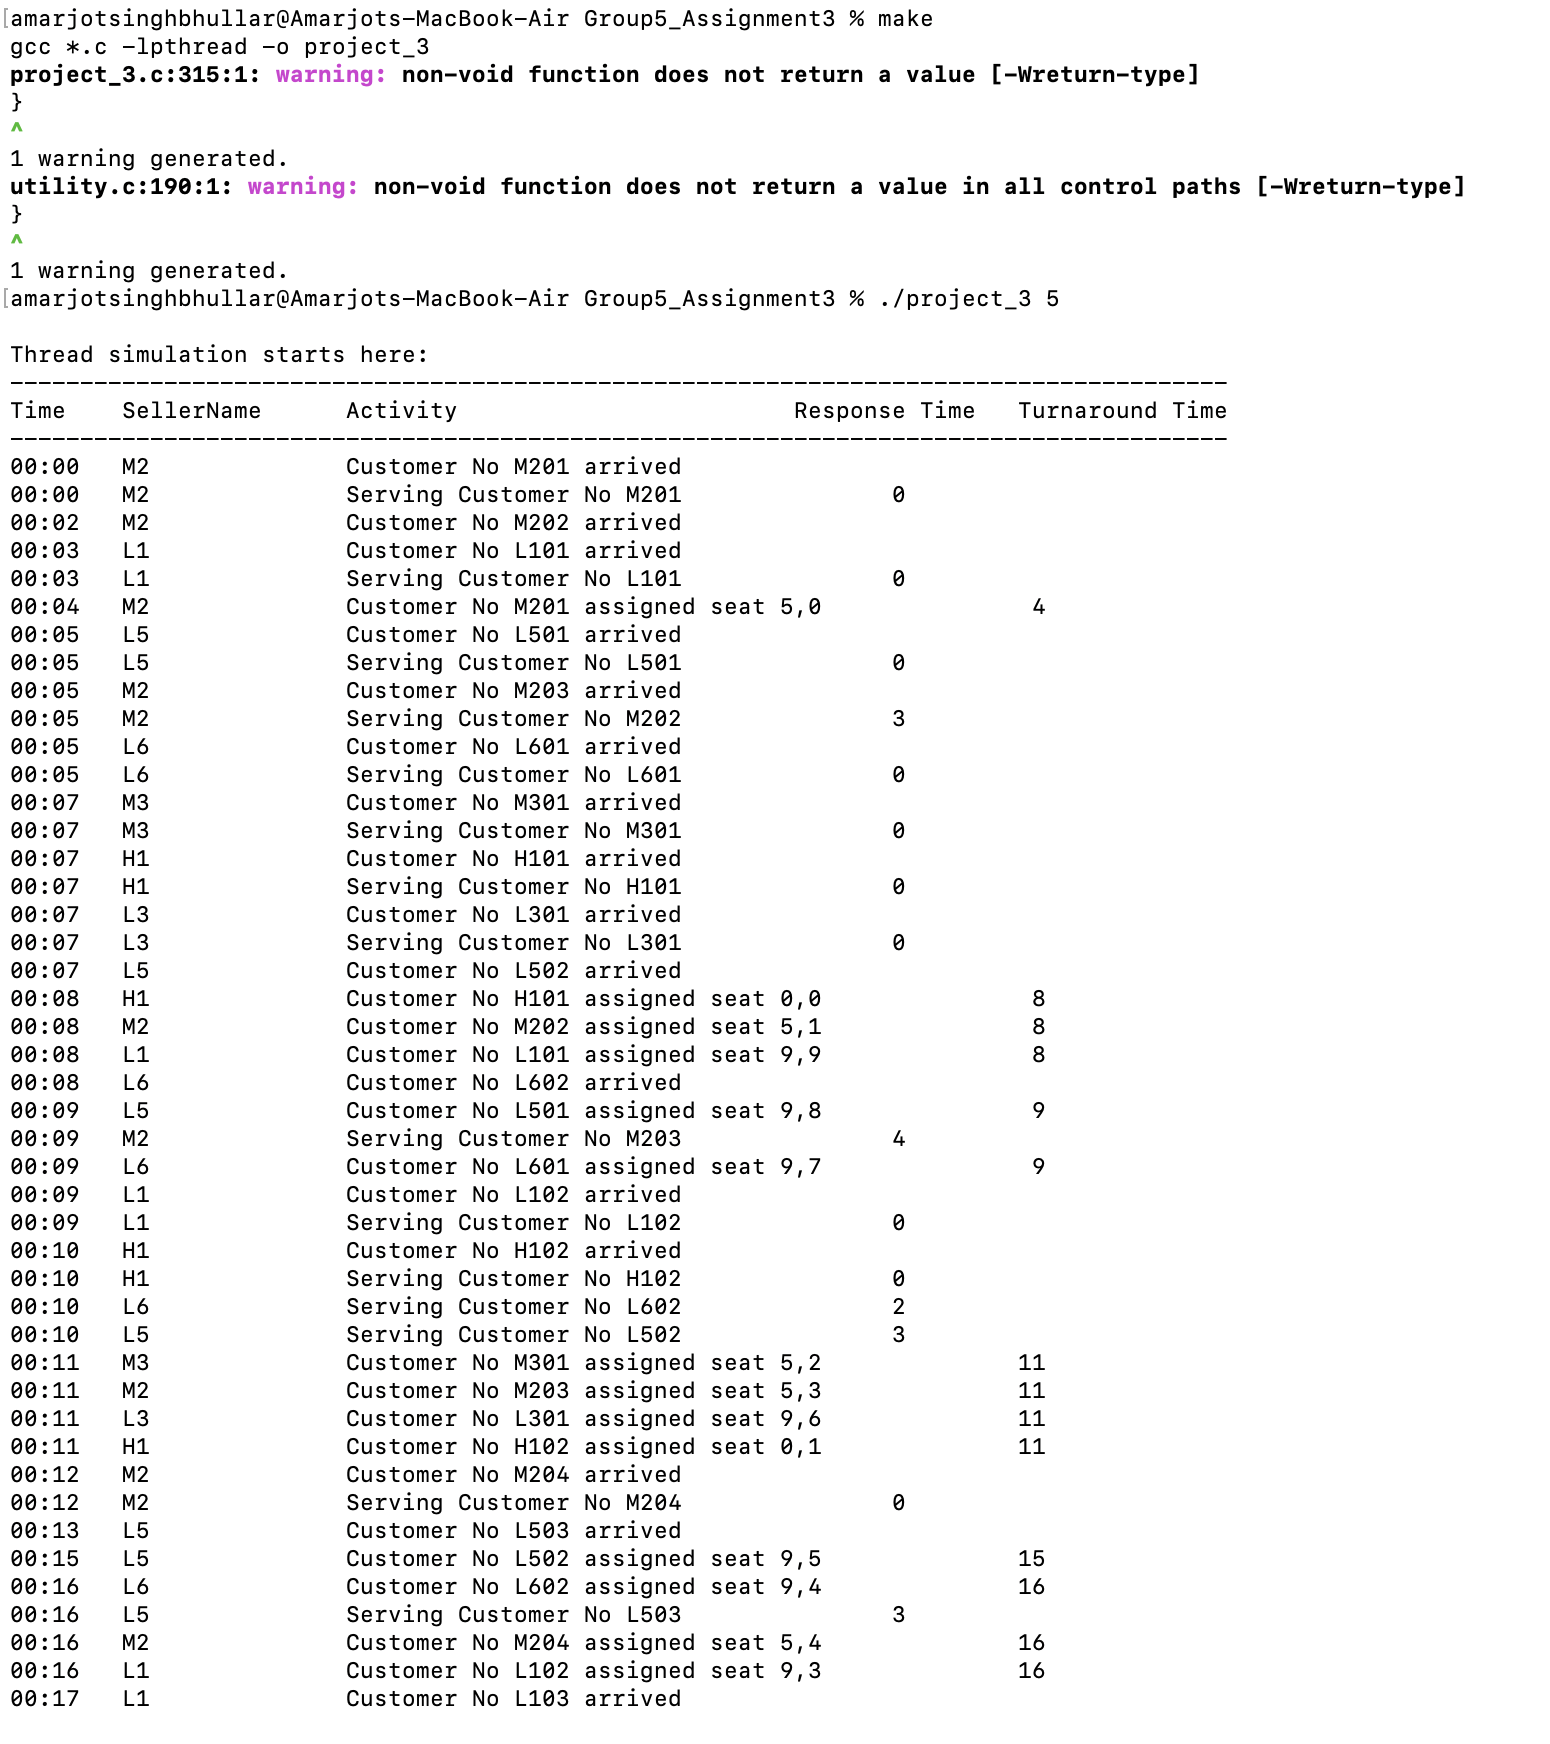 [amarjotsinghbhullar@Amarjots-MacBook-Air Group5_Assignment3 % make
gcc *.c -lpthread -o project_3
project_3.c:315:1: warning: non-void function does not return a value [-Wreturn-type]
}
^
1 warning generated.
utility.c:190:1: warning: non-void function does not return a value in all control paths [-Wreturn-type]
}
^
1 warning generated.
[amarjotsinghbhullar@Amarjots-MacBook-Air Group5_Assignment3 % ./project_3 5
Thread simulation starts here:
---------------------------------------------------------------------------------------
Time    SellerName      Activity                        Response Time   Turnaround Time
---------------------------------------------------------------------------------------
00:00   M2              Customer No M201 arrived
00:00   M2              Serving Customer No M201               0
00:02   M2              Customer No M202 arrived
00:03   L1              Customer No L101 arrived
00:03   L1              Serving Customer No L101               0
00:04   M2              Customer No M201 assigned seat 5,0               4
00:05   L5              Customer No L501 arrived
00:05   L5              Serving Customer No L501               0
00:05   M2              Customer No M203 arrived
00:05   M2              Serving Customer No M202               3
00:05   L6              Customer No L601 arrived
00:05   L6              Serving Customer No L601               0
00:07   M3              Customer No M301 arrived
00:07   M3              Serving Customer No M301               0
00:07   H1              Customer No H101 arrived
00:07   H1              Serving Customer No H101               0
00:07   L3              Customer No L301 arrived
00:07   L3              Serving Customer No L301               0
00:07   L5              Customer No L502 arrived
00:08   H1              Customer No H101 assigned seat 0,0               8
00:08   M2              Customer No M202 assigned seat 5,1               8
00:08   L1              Customer No L101 assigned seat 9,9               8
00:08   L6              Customer No L602 arrived
00:09   L5              Customer No L501 assigned seat 9,8               9
00:09   M2              Serving Customer No M203               4
00:09   L6              Customer No L601 assigned seat 9,7               9
00:09   L1              Customer No L102 arrived
00:09   L1              Serving Customer No L102               0
00:10   H1              Customer No H102 arrived
00:10   H1              Serving Customer No H102               0
00:10   L6              Serving Customer No L602               2
00:10   L5              Serving Customer No L502               3
00:11   M3              Customer No M301 assigned seat 5,2              11
00:11   M2              Customer No M203 assigned seat 5,3              11
00:11   L3              Customer No L301 assigned seat 9,6              11
00:11   H1              Customer No H102 assigned seat 0,1              11
00:12   M2              Customer No M204 arrived
00:12   M2              Serving Customer No M204               0
00:13   L5              Customer No L503 arrived
00:15   L5              Customer No L502 assigned seat 9,5              15
00:16   L6              Customer No L602 assigned seat 9,4              16
00:16   L5              Serving Customer No L503               3
00:16   M2              Customer No M204 assigned seat 5,4              16
00:16   L1              Customer No L102 assigned seat 9,3              16
00:17   L1              Customer No L103 arrived